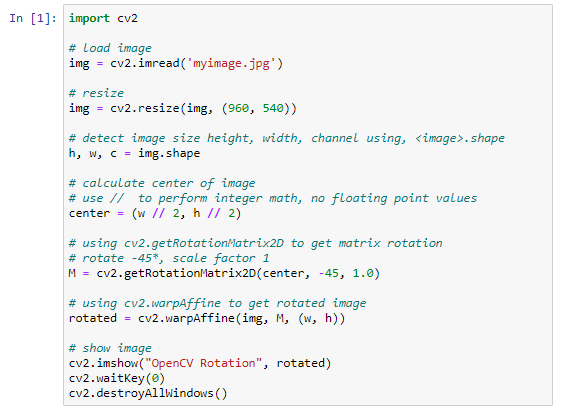 In [1]: import cv2
# load image
img = cv2.imread('myimage.jpg')
# resize
img = cv2.resize(img, (960, 540))
# detect image size height, width, channel using, <image>.shape
h, w, c = img.shape
# calculate center of image
# use //  to perform integer math, no floating point values
center = (w // 2, h // 2)
# using cv2.getRotationMatrix2D to get matrix rotation
# rotate -45*, scale factor 1
M = cv2.getRotationMatrix2D(center, -45, 1.0)
# using cv2.warpAffine to get rotated image
rotated = cv2.warpAffine(img, M, (w, h))
# show image
cv2.imshow("OpenCV Rotation", rotated)
cv2.waitKey(0)
cv2.destroyAllWindows()